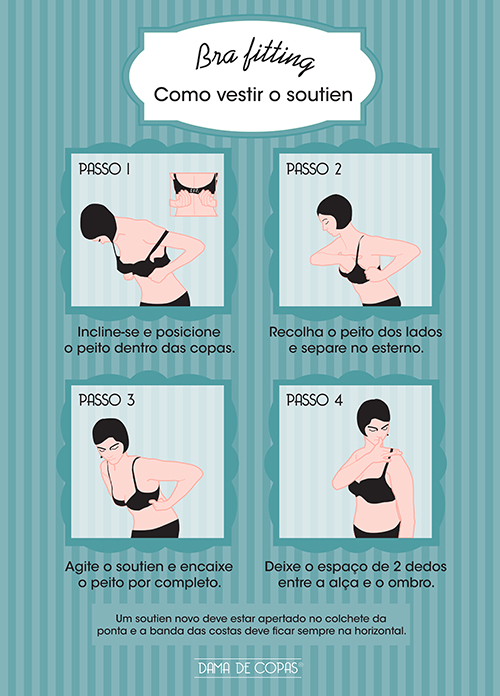 Bra fitting
Como vestir o soutien
PASSO 1
PASSO 2
Incline-se e posicione
o peito dentro das copas.
Recolha o peito dos lados
e separe no esterno.
PASSO 3
PASSO 4
Agite o soutien e encaixe
o peito por completo.
Deixe o espaço de 2 dedos
entre a alça e o ombro.
Um soutien novo deve estar apertado no colchete da
ponta e a banda das costas deve ficar sempre na horizontal.
DAMA DE COPAS®